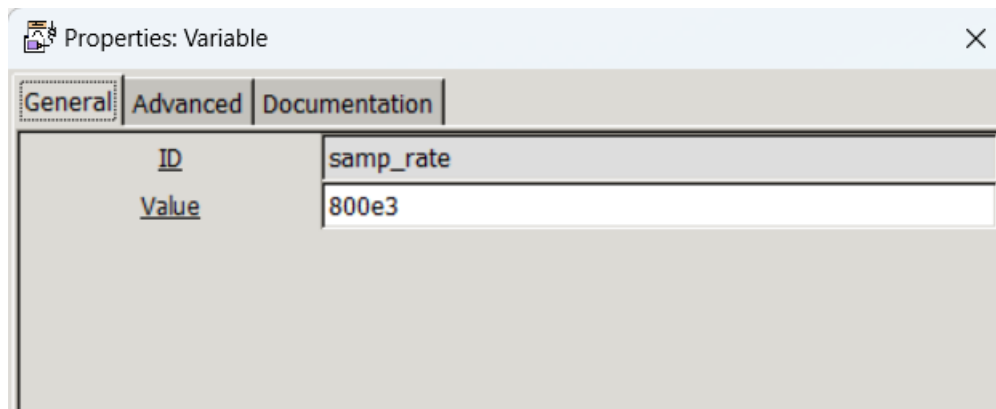 Properties: Variable
General Advanced Documentation
ID samp_rate
Value 800e3